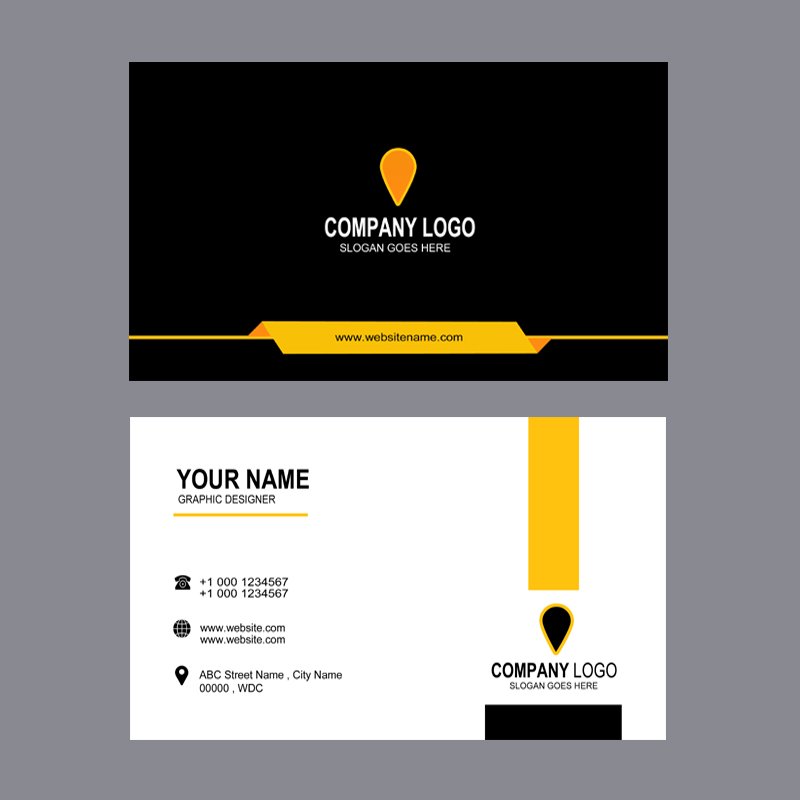 COMPANY LOGO
SLOGAN GOES HERE
www.websitename.com
YOUR NAME
GRAPHIC DESIGNER
+1 000 1234567
+1 000 1234567
www.website.com
www.website.com
ABC Street Name , City Name
00000 , WDC
COMPANY LOGO
SLOGAN GOES HERE